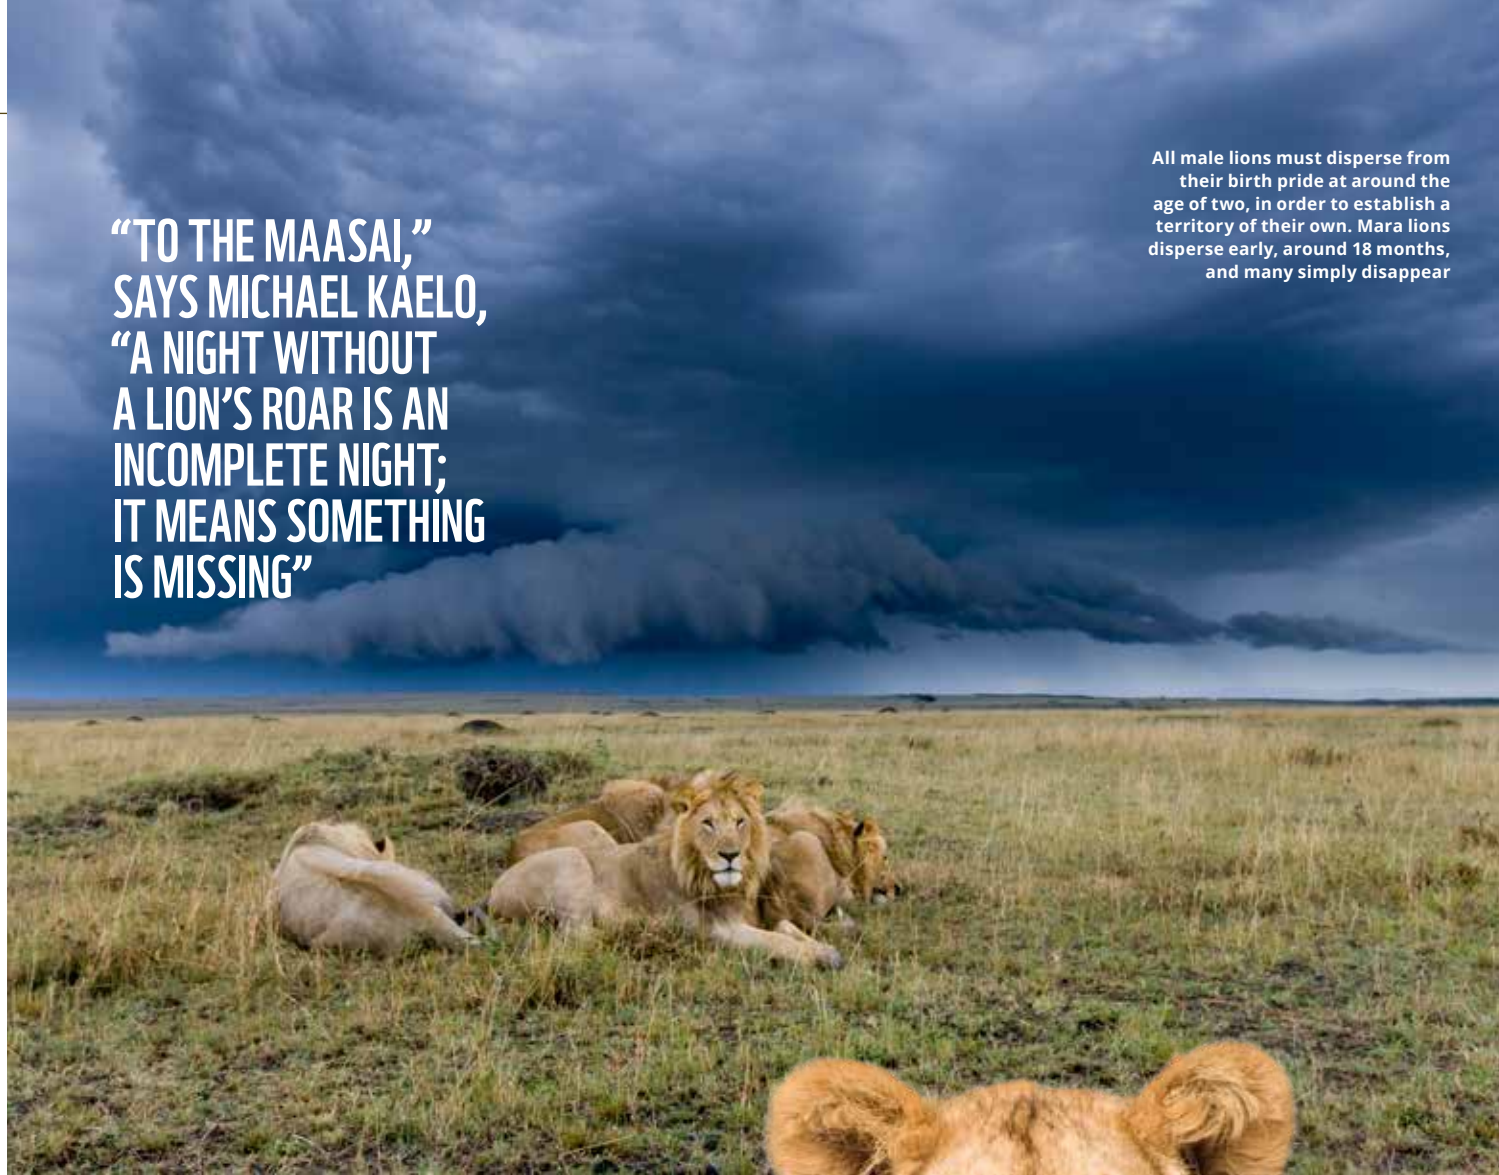 “TO THE MAASAI,”
SAYS MICHAEL KAELO,
“A NIGHT WITHOUT
A LION’S ROAR IS AN
INCOMPLETE NIGHT;
IT MEANS SOMETHING
IS MISSING”
All male lions must disperse from
their birth pride at around the
age of two, in order to establish a
territory of their own. Mara lions
disperse early, around 18 months,
and many simply disappear